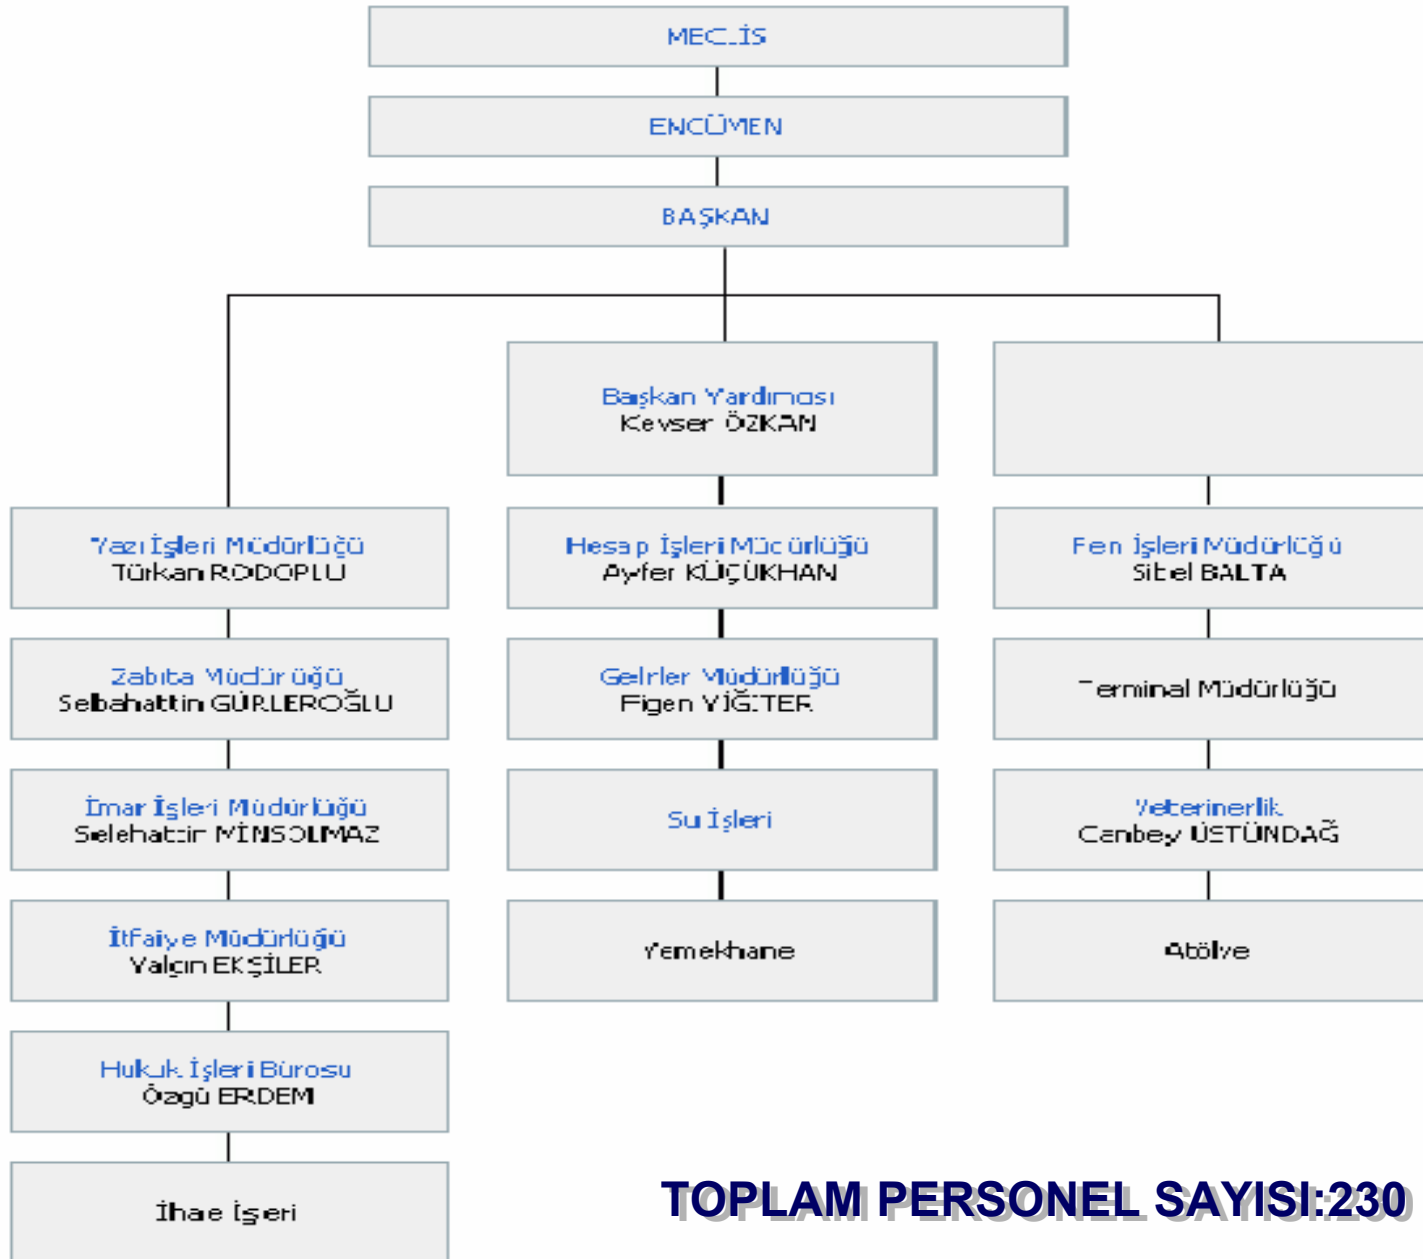 MECLİS
ENCÜMEN
BAŞKAN
Başkan Yardımcısı
Kevser ÖZKAN
Yazı İşleri Müdürlüğü
Türkan RODOPLU
Hesap İşleri Müdürlüğü
Ayfer KÜÇÜKHAN
Fen İşleri Müdürlüğü
Sibel BALTA
Zabıta Müdürlüğü
Selbahattin GÜRLEROĞLU
Gelirler Müdürlüğü
Figen YİĞİTER
Terminal Müdürlüğü
İmar İşleri Müdürlüğü
Selehattin MİNSOLMAZ
Su İşleri
Veterinerlik
Canbey ÜSTÜNDAĞ
İtfaiye Müdürlüğü
Yalçın EKŞİLER
Yemekhane
Atölye
Hukuk İşleri Bürosu
Özgü ERDEM
İhale İşleri
TOPLAM PERSONEL SAYISI:230